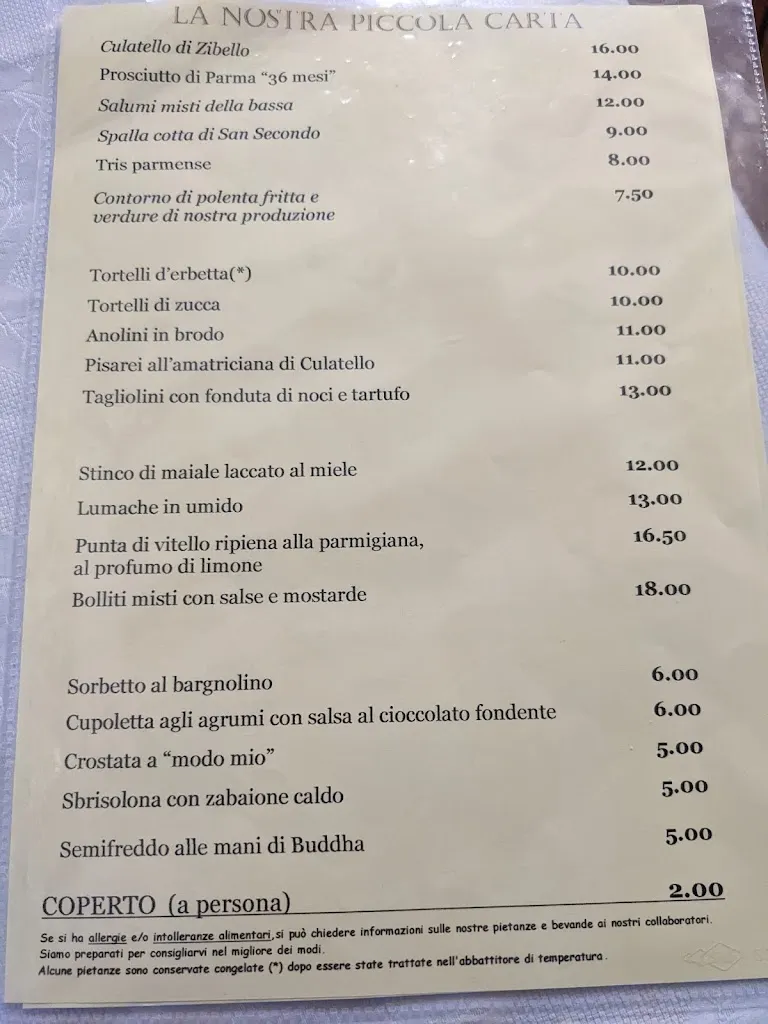 LA NOSTRA PICCOLA CARTA
Culatello di Zibello 16.00
Prosciutto di Parma “36 mesi” 14.00
Salumi misti della bassa 12.00
Spalla cotta di San Secondo 9.00
Tris parmense 8.00
Contorno di polenta fritta e 7.50
verdure di nostra produzione
Tortelli d’erbetta(*) 10.00
Tortelli di zucca 10.00
Anolini in brodo 11.00
Pisarei all’amatriciana di Culatello 11.00
Tagliolini con fonduta di noci e tartufo 13.00
Stinco di maiale laccato al miele 12.00
Lumache in umido 13.00
Punta di vitello ripiena alla parmigiana, 16.50
al profumo di limone
Bolliti misti con salse e mostarde 18.00
Sorbetto al bargnolino 6.00
Cupoletta agli agrumi con salsa al cioccolato fondente 6.00
Crostata a “modo mio” 5.00
Sbrisolona con zabaione caldo 5.00
Semifreddo alle mani di Buddha 5.00
COPERTO (a persona) 2.00
Se si ha allergie e/o intolleranze alimentari,si può chiedere informazioni sulle nostre pietanze e bevande ai nostri collaboratori.
Siamo preparati per consigliarvi nel migliore dei modi.
Alcune pietanze sono conservate congelate (*) dopo essere state trattate nell'abbattitore di temperatura.